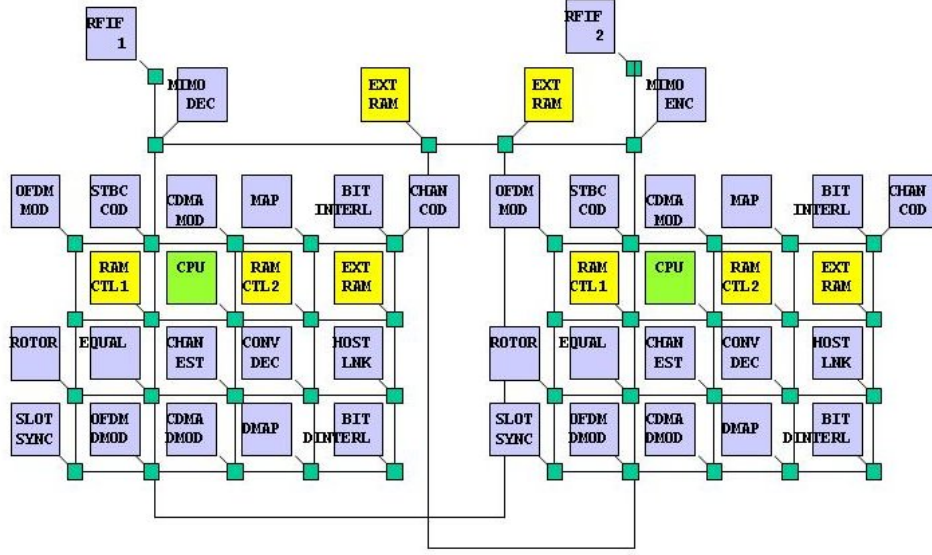 RFIF
1
RFIF
2
MIMO
DEC
EXT
RAM
EXT
RAM
MIMO
ENC
OFDM
MOD
STBC
COD
CDMA
MOD
MAP
BIT
INTERL
CHAN
COD
OFDM
MOD
STBC
COD
CDMA
MOD
MAP
BIT
INTERL
CHAN
COD
RAM
CTL1
CPU
RAM
CTL2
EXT
RAM
RAM
CTL1
CPU
RAM
CTL2
EXT
RAM
ROTOR
EQUAL
CHAN
EST
CONV
DEC
HOST
LNK
ROTOR
EQUAL
CHAN
EST
CONV
DEC
HOST
LNK
SLOT
SYNC
OFDM
DMOD
CDMA
DMOD
DMAP
BIT
DINTERL
SLOT
SYNC
OFDM
DMOD
CDMA
DMOD
DMAP
BIT
DINTERL